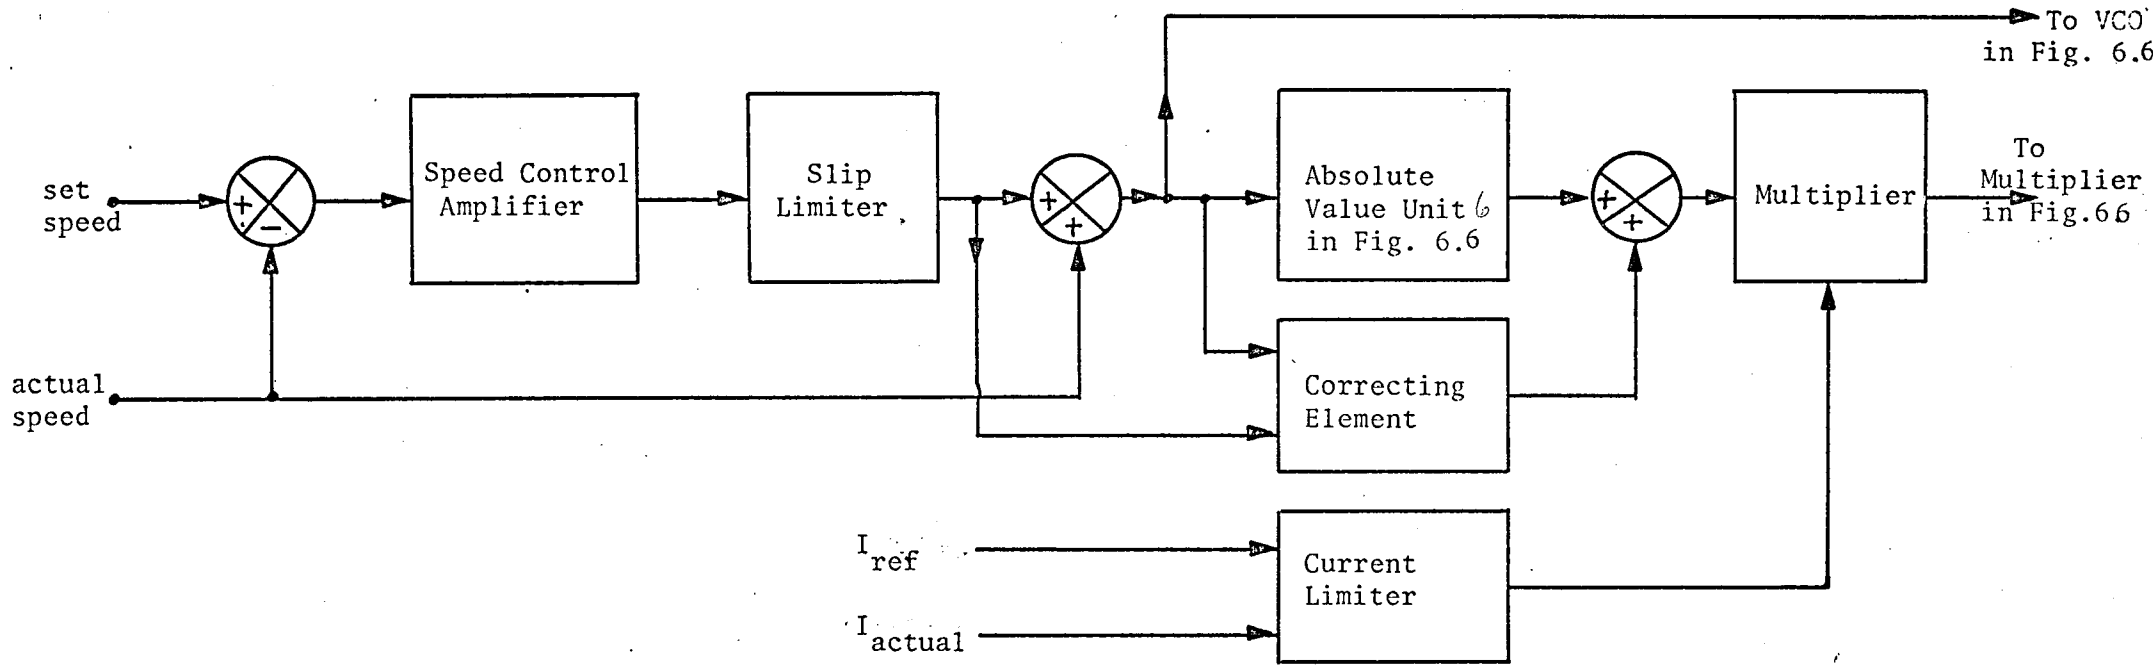 To VCO
in Fig. 6.6
set
speed
+
-
Speed Control
Amplifier
Slip
Limiter
+
+
Absolute
Value Unit 6
in Fig. 6.6
+
+
Multiplier
To
Multiplier
in Fig.66
actual
speed
Correcting
Element
I ref
I actual
Current
Limiter